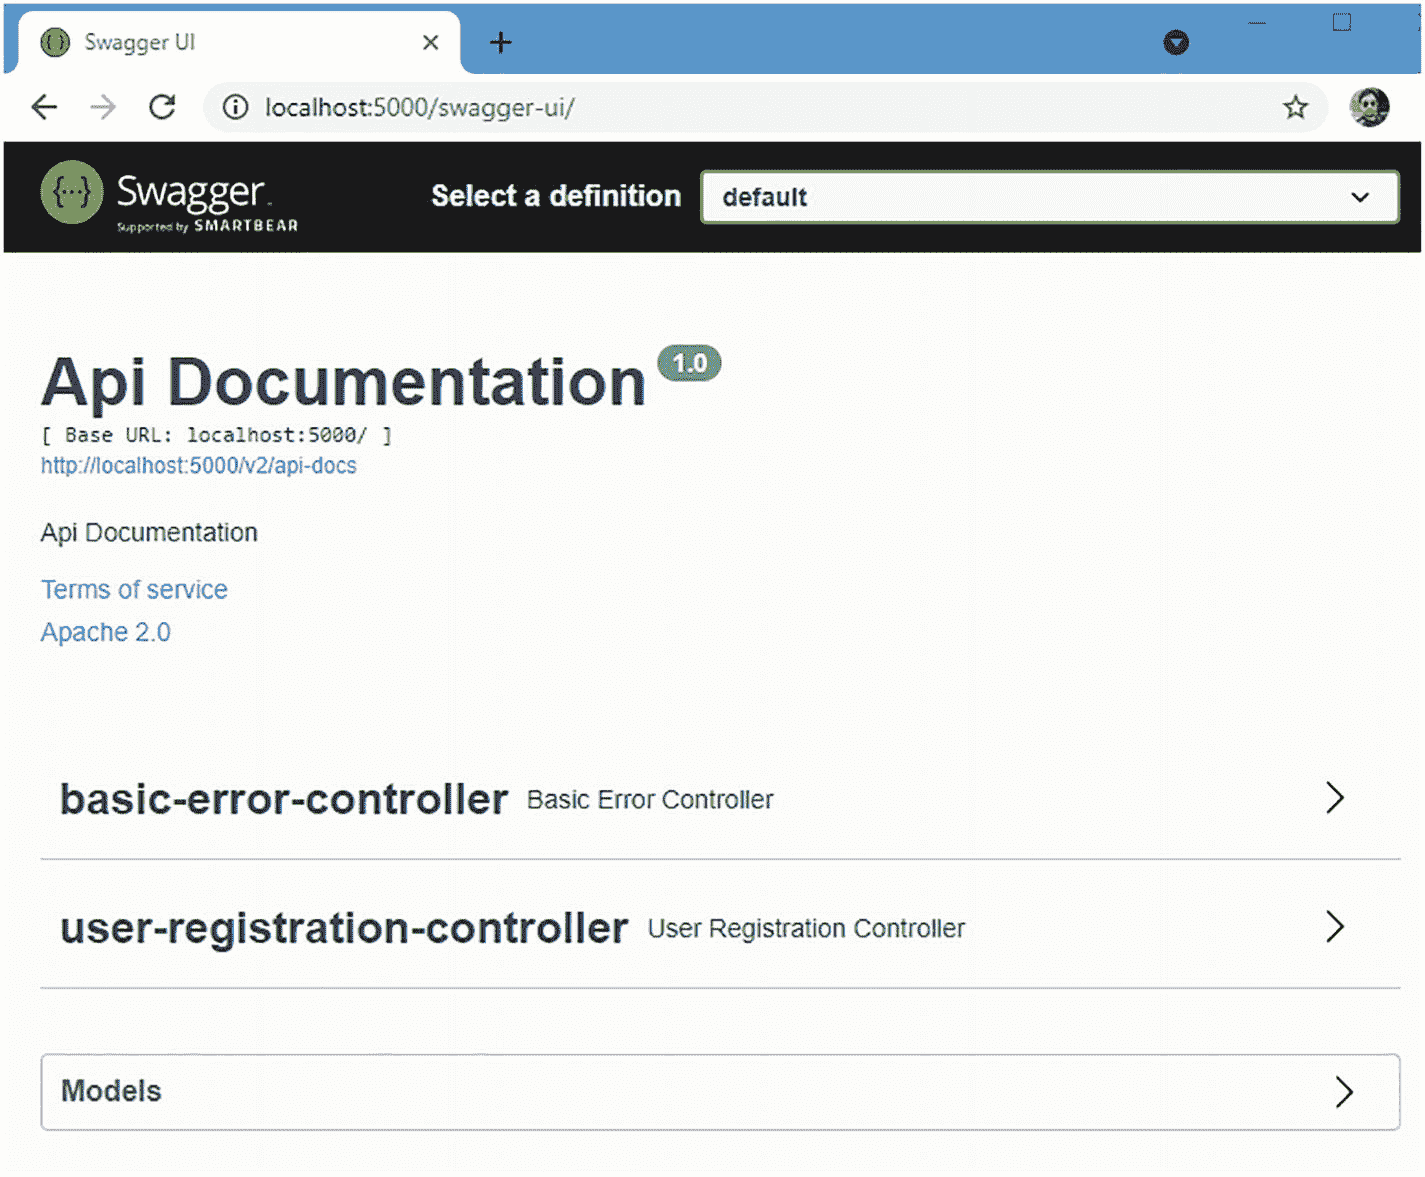 Swagger UI
localhost:5000/swagger-ui/
Swagger
Supported by SMARTBEAR
Select a definition
default
Api Documentation 1.0
[ Base URL: localhost:5000/ ]
http://localhost:5000/v2/api-docs
Api Documentation
Terms of service
Apache 2.0
basic-error-controller Basic Error Controller
user-registration-controller User Registration Controller
Models